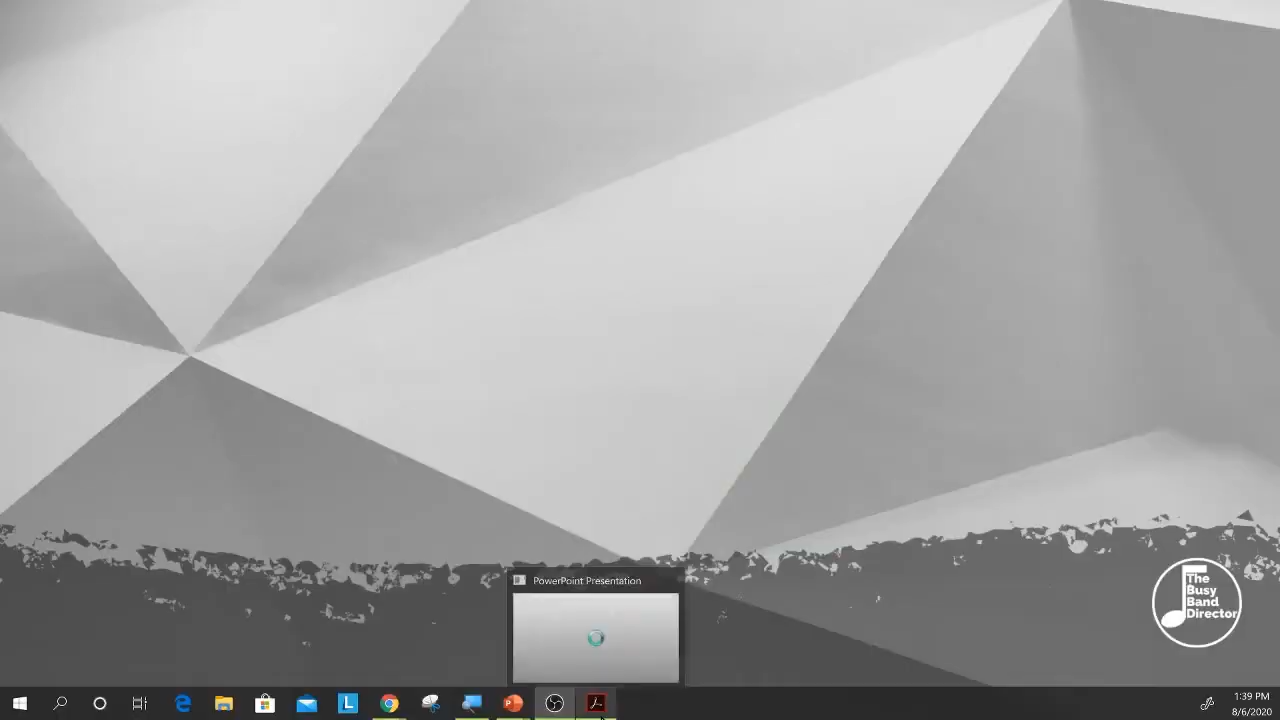 PowerPoint Presentation
The
Busy
Band
Director
1:39 PM
8/6/2020